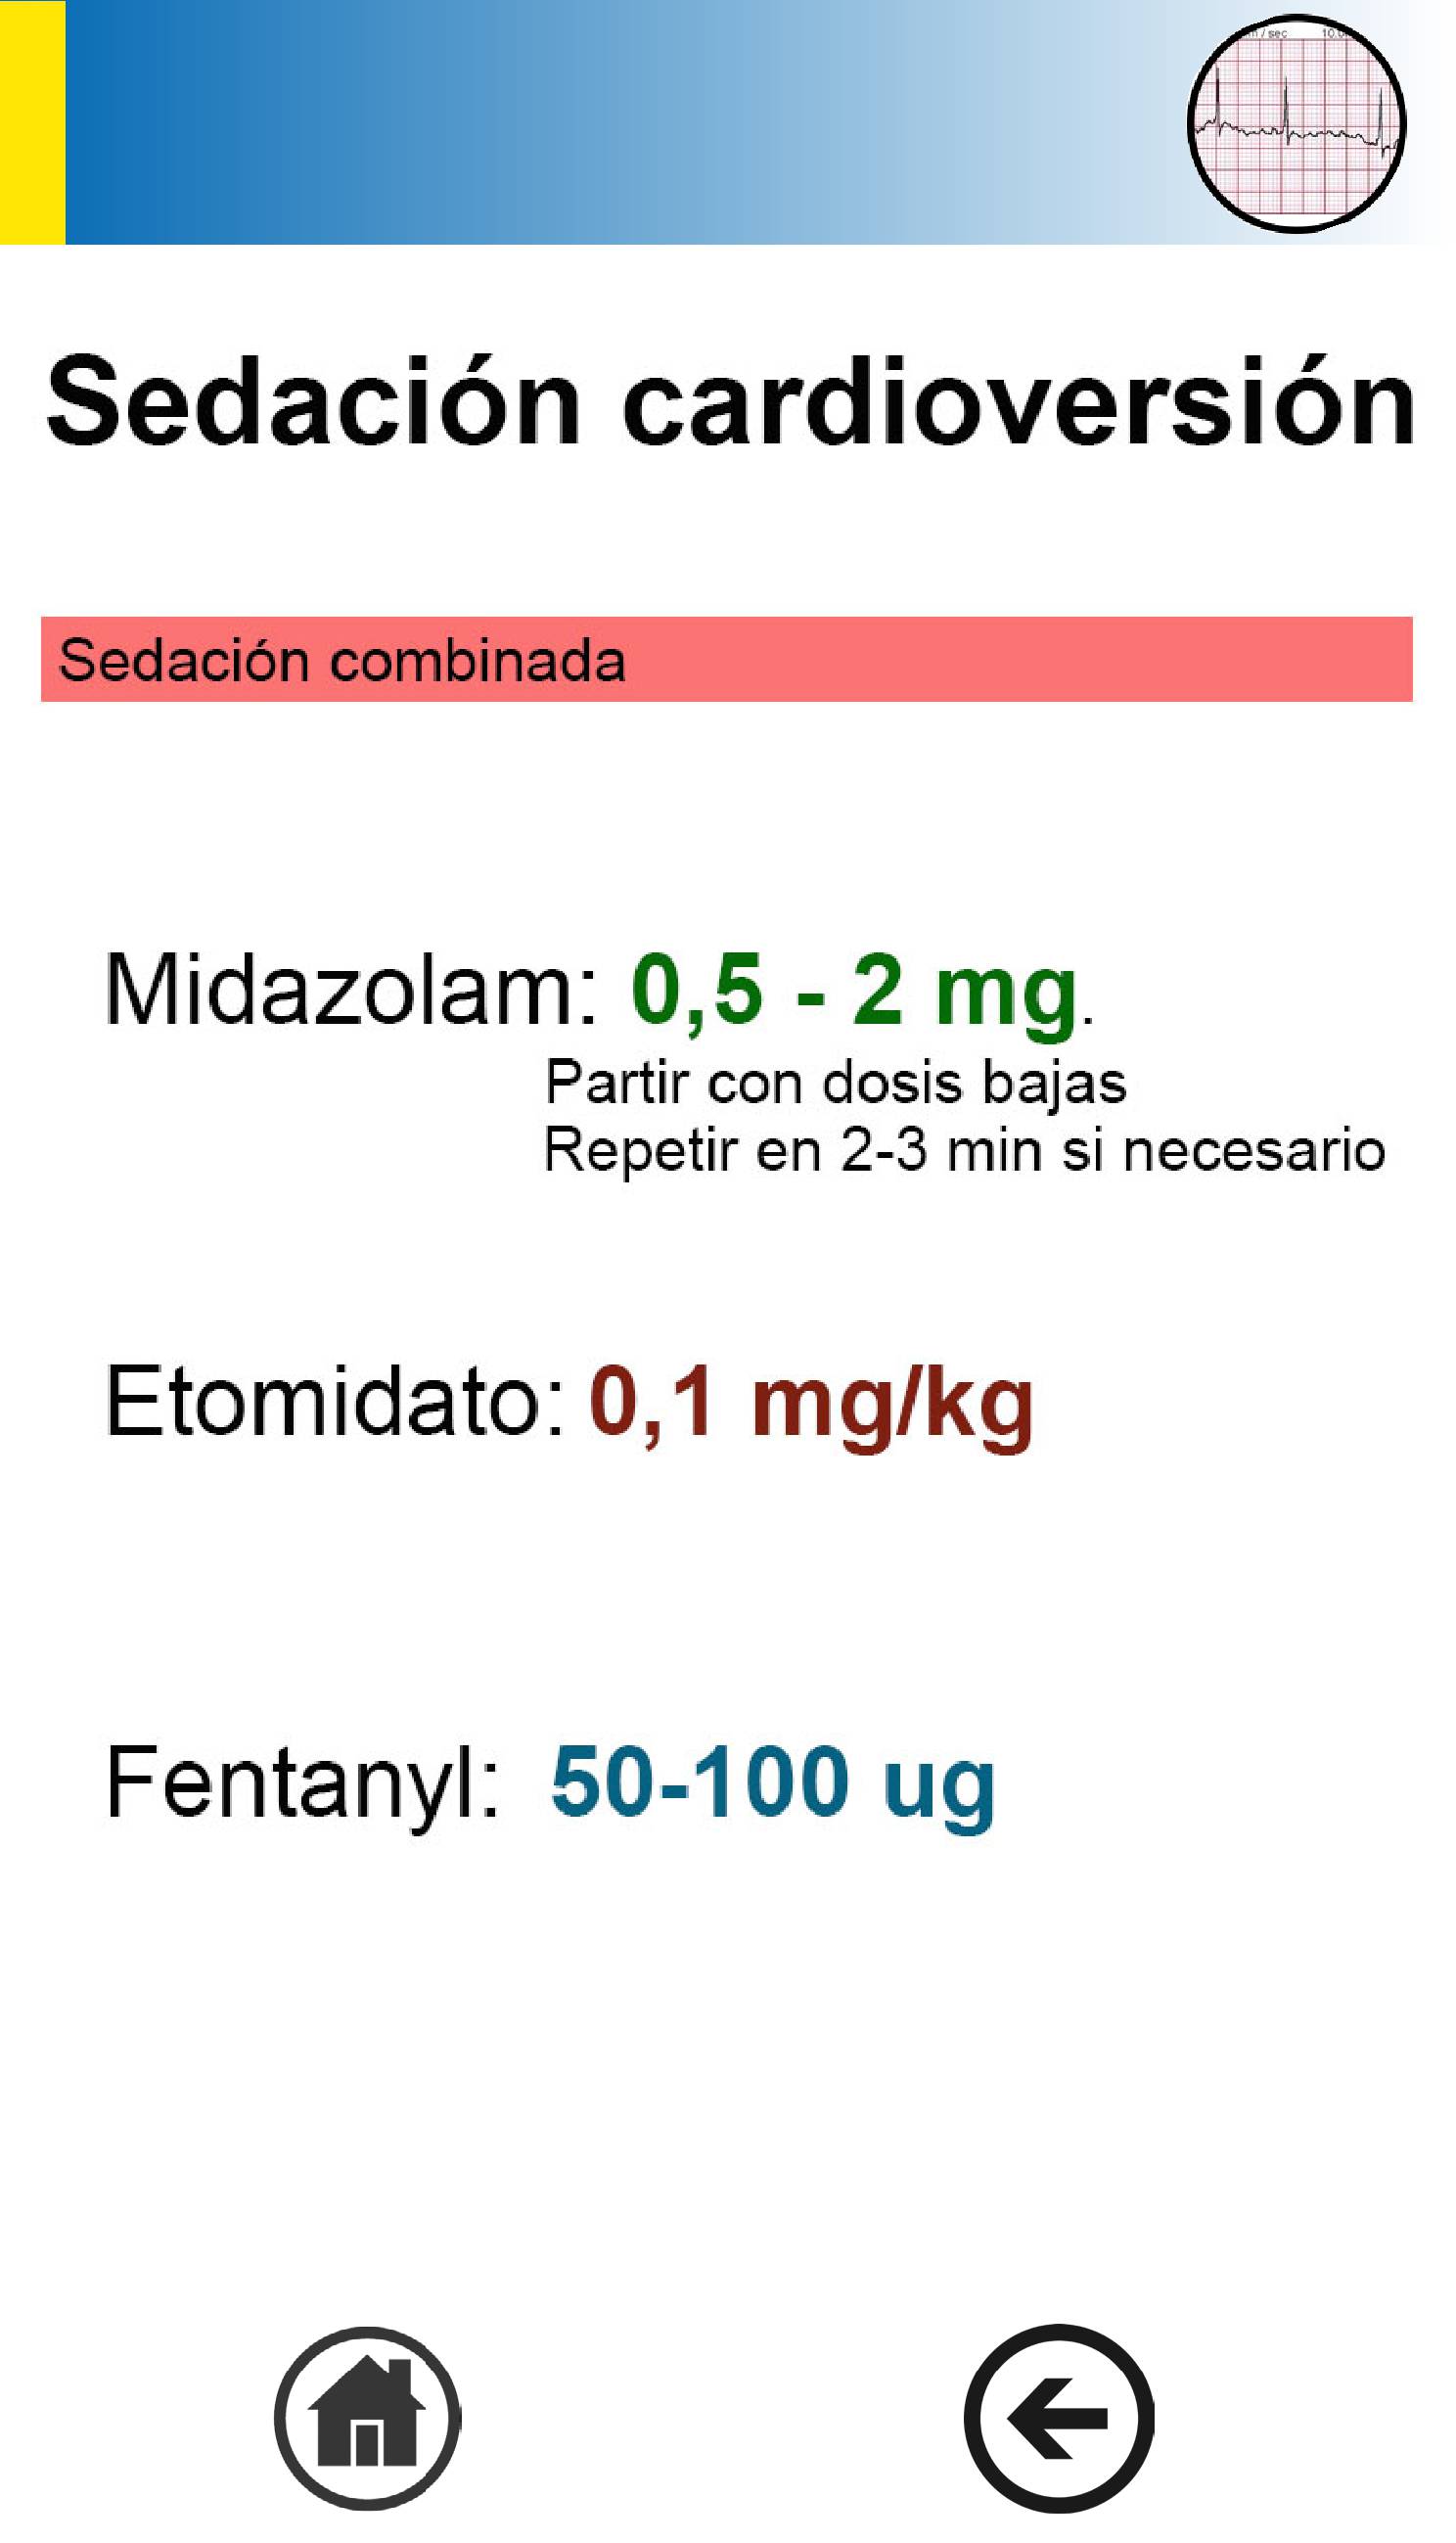 Sedación cardioversión
Sedación combinada
Midazolam: 0,5 - 2 mg.
Partir con dosis bajas
Repetir en 2-3 min si necesario
Etomidato: 0,1 mg/kg
Fentanyl: 50-100 ug